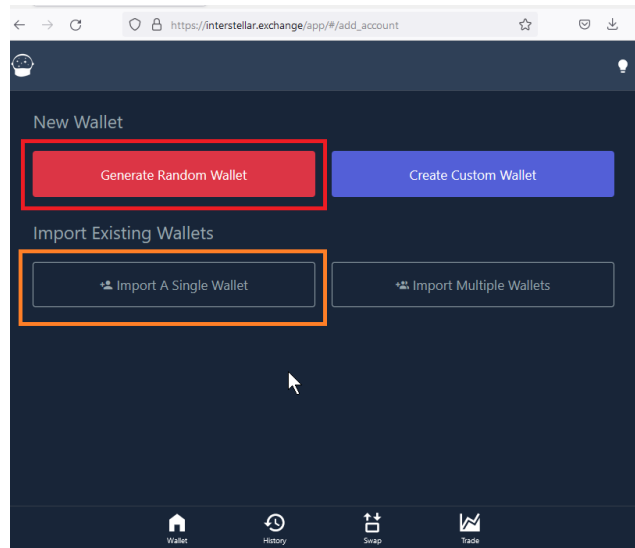 https://interstellar.exchange/app/#/add_account
New Wallet
Generate Random Wallet
Create Custom Wallet
Import Existing Wallets
Import A Single Wallet
Import Multiple Wallets
Wallet
History
Swap
Trade